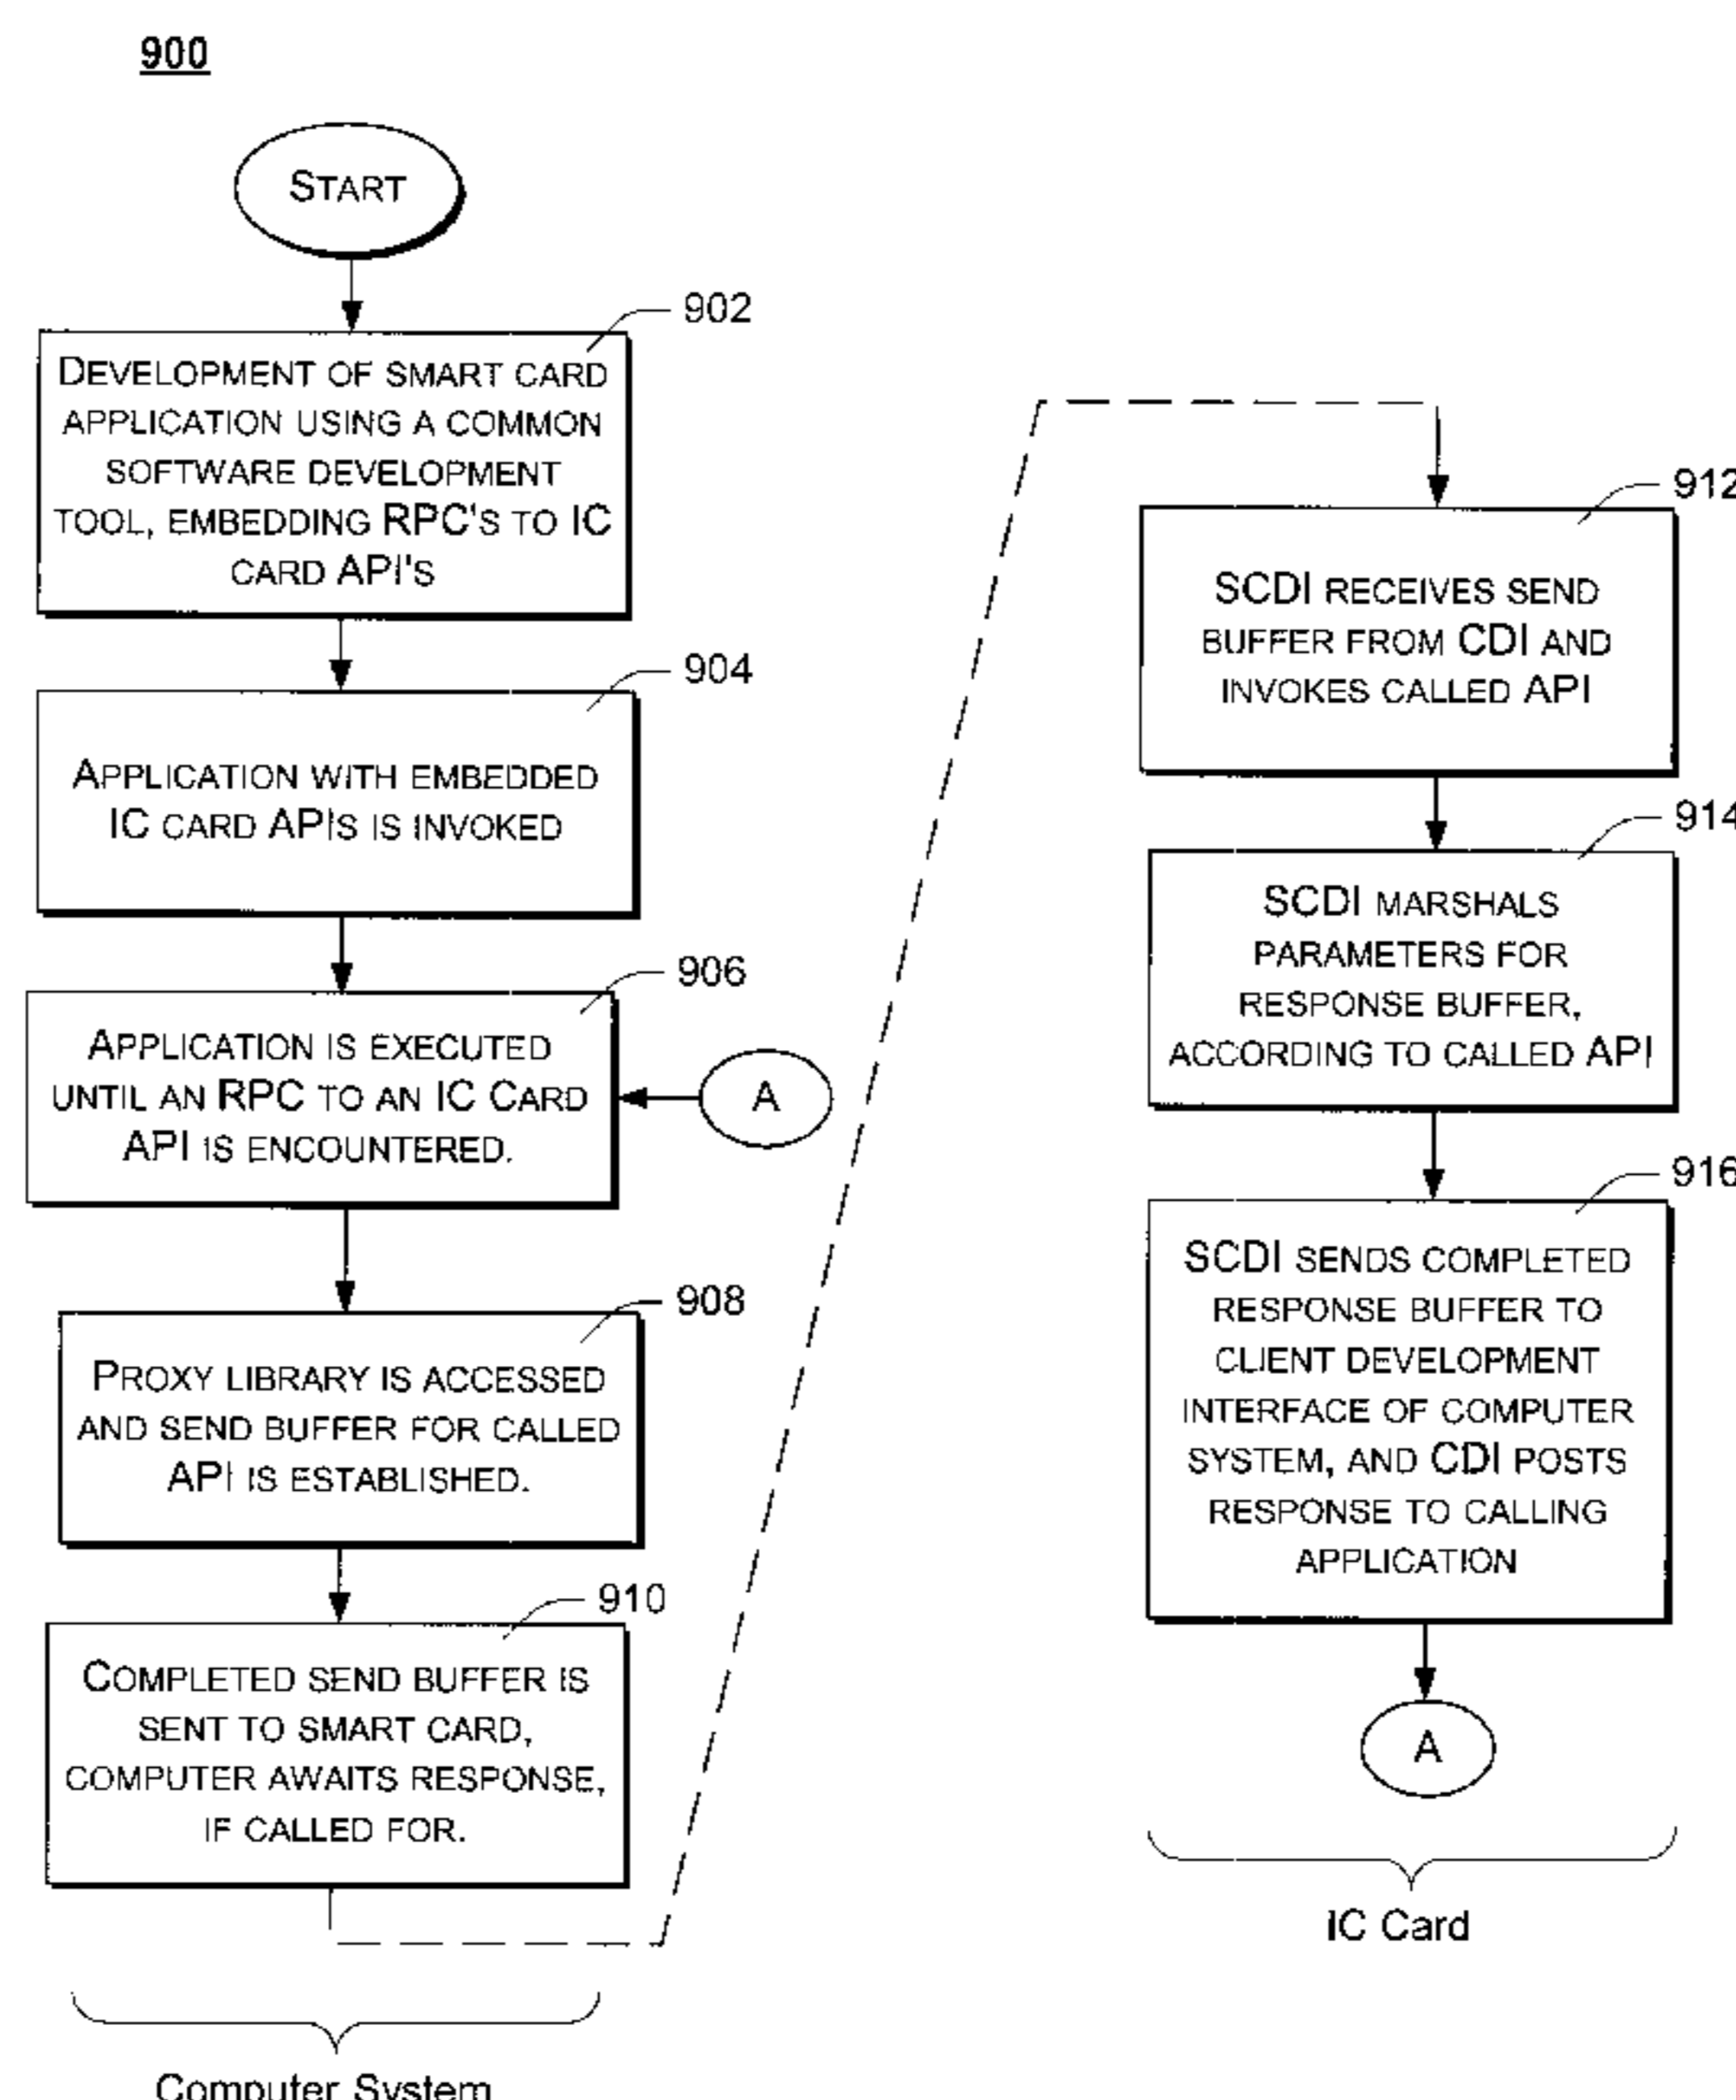 900
START
902
DEVELOPMENT OF SMART CARD
APPLICATION USING A COMMON
SOFTWARE DEVELOPMENT
TOOL, EMBEDDING RPC'S TO IC
CARD API'S
904
APPLICATION WITH EMBEDDED
IC CARD APIS IS INVOKED
906
APPLICATION IS EXECUTED
UNTIL AN RPC TO AN IC CARD
API IS ENCOUNTERED.
A
908
PROXY LIBRARY IS ACCESSED
AND SEND BUFFER FOR CALLED
API IS ESTABLISHED.
910
COMPLETED SEND BUFFER IS
SENT TO SMART CARD,
COMPUTER AWAITS RESPONSE,
IF CALLED FOR.
Computer System
912
SCDI RECEIVES SEND
BUFFER FROM CDI AND
INVOKES CALLED API
914
SCDI MARSHALS
PARAMETERS FOR
RESPONSE BUFFER,
ACCORDING TO CALLED API
916
SCDI SENDS COMPLETED
RESPONSE BUFFER TO
CLIENT DEVELOPMENT
INTERFACE OF COMPUTER
SYSTEM, AND CDI POSTS
RESPONSE TO CALLING
APPLICATION
A
IC Card